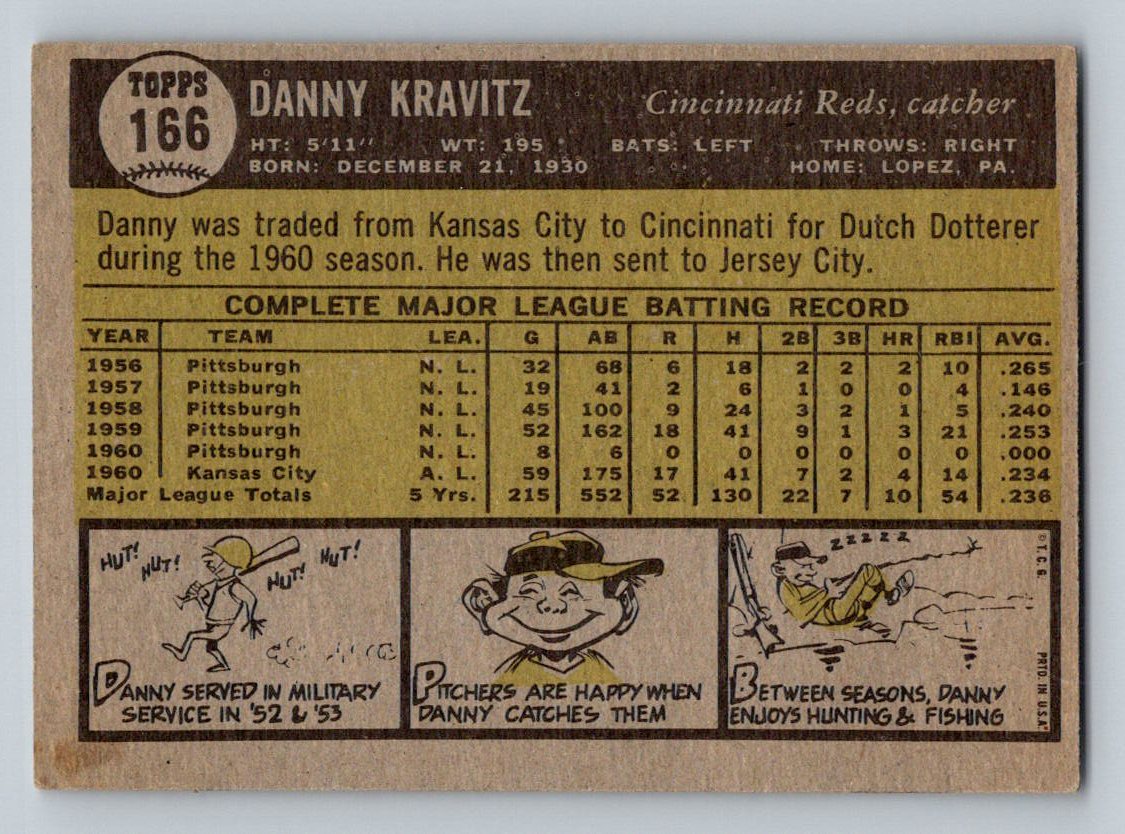 TOPPS
166
DANNY KRAVITZ
Cincinnati Reds, catcher
HT: 5'11" WT: 195 BATS: LEFT THROWS: RIGHT
BORN: DECEMBER 21, 1930 HOME: LOPEZ, PA.
Danny was traded from Kansas City to Cincinnati for Dutch Dotterer
during the 1960 season. He was then sent to Jersey City.
COMPLETE MAJOR LEAGUE BATTING RECORD
YEAR TEAM LEA. G AB R H 2B 3B HR RBI AVG.
1956 Pittsburgh N. L. 32 68 6 18 2 2 2 10 .265
1957 Pittsburgh N. L. 19 41 2 6 1 0 0 4 .146
1958 Pittsburgh N. L. 45 100 9 24 3 2 1 5 .240
1959 Pittsburgh N. L. 52 162 18 41 9 1 3 21 .253
1960 Pittsburgh N. L. 8 6 0 0 0 0 0 0 .000
1960 Kansas City A. L. 59 175 17 41 7 2 4 14 .234
Major League Totals 5 Yrs. 215 552 52 130 22 7 10 54 .236
HUT! HUT! HUT! HUT!
DANNY SERVED IN MILITARY
SERVICE IN '52 & '53
PITCHERS ARE HAPPY WHEN
DANNY CATCHES THEM
ZZZZZ
BETWEEN SEASONS, DANNY
ENJOYS HUNTING & FISHING
© T. C. G. PRTD. IN U.S.A.